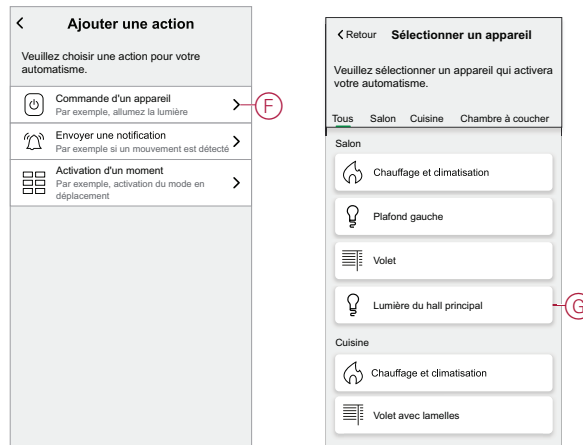 Ajouter une action
Veuillez choisir une action pour votre
automatisme.
Commande d'un appareil
Par exemple, allumez la lumière
F
Envoyer une notification
Par exemple si un mouvement est détecté
Activation d'un moment
Par exemple, activation du mode en
déplacement
Retour Sélectionner un appareil
Veuillez sélectionner un appareil qui activera
votre automatisme.
Tous Salon Cuisine Chambre à coucher
Salon
Chauffage et climatisation
Plafond gauche
Volet
Lumière du hall principal
G
Cuisine
Chauffage et climatisation
Volet avec lamelles